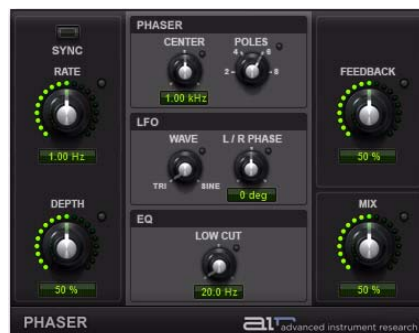 SYNC
RATE
1.00 Hz
DEPTH
50 %
PHASER
CENTER
POLES
1.00 kHz
2
4
6
8
LFO
WAVE
L / R PHASE
TRI
SINE
0 deg
EQ
LOW CUT
20.0 Hz
FEEDBACK
50 %
MIX
50 %
PHASER
air advanced instrument research